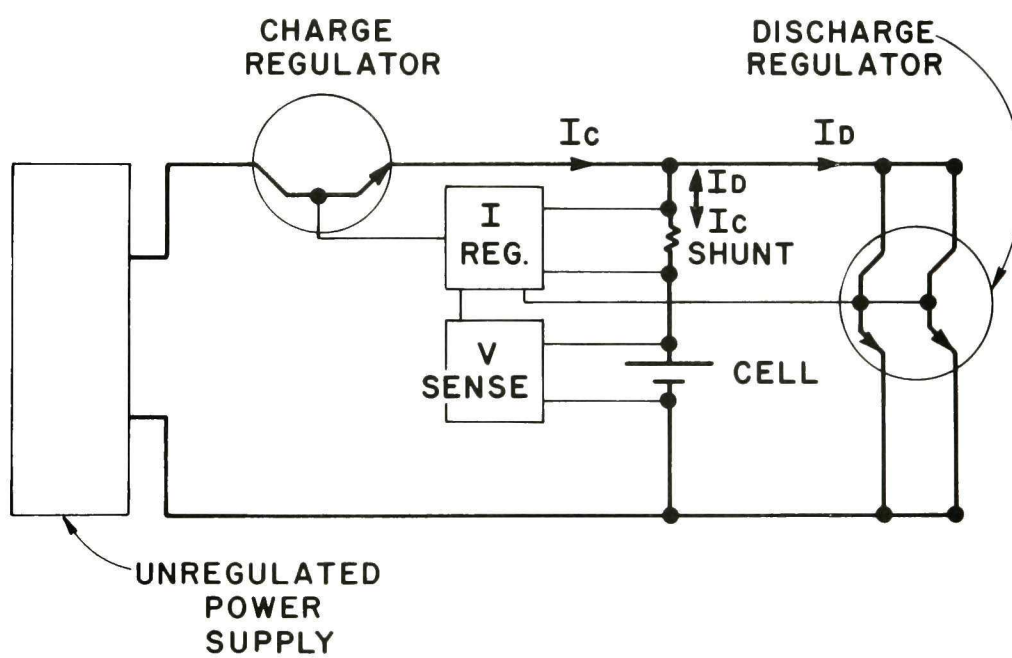 CHARGE
REGULATOR
DISCHARGE
REGULATOR
IC
ID
ID
IC
SHUNT
I
REG.
V
SENSE
CELL
UNREGULATED
POWER
SUPPLY